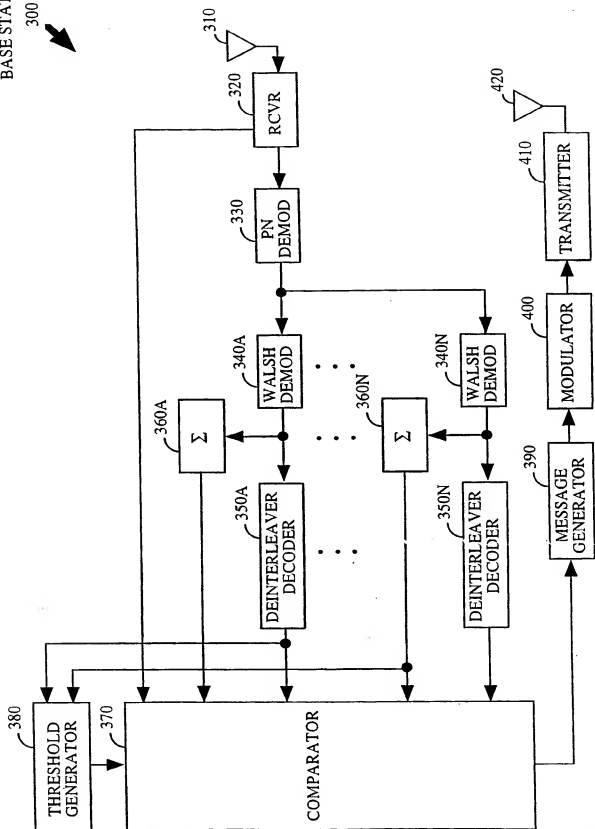 BASE STAT
300
310
320
RCVR
330
PN
DEMOD
340A
WALSH
DEMOD
. . .
340N
WALSH
DEMOD
360A
Σ
. . .
360N
Σ
350A
DEINTERLEAVER
DECODER
. . .
350N
DEINTERLEAVER
DECODER
380
THRESHOLD
GENERATOR
370
COMPARATOR
390
MESSAGE
GENERATOR
400
MODULATOR
410
TRANSMITTER
420